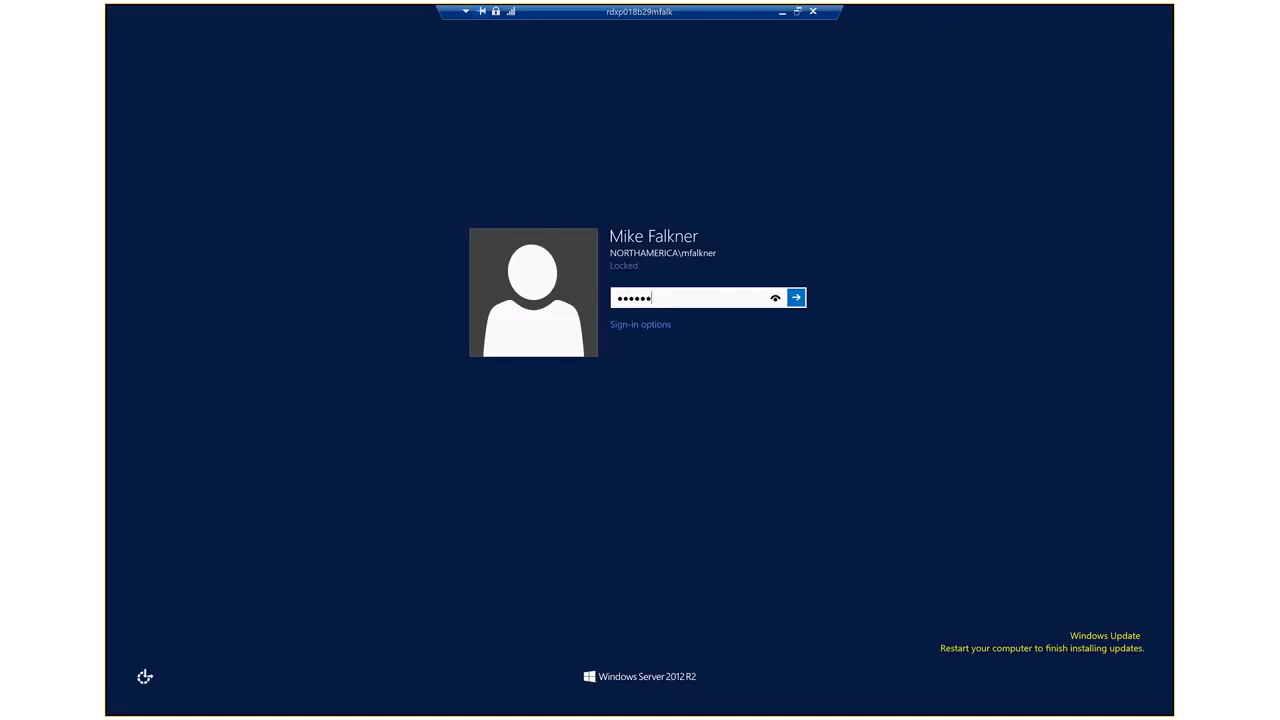 rdxp018b29mfalk
Mike Falkner
NORTHAMERICA\mfalkner
Locked
••••••
Sign-in options
Windows Update
Restart your computer to finish installing updates.
Windows Server 2012 R2